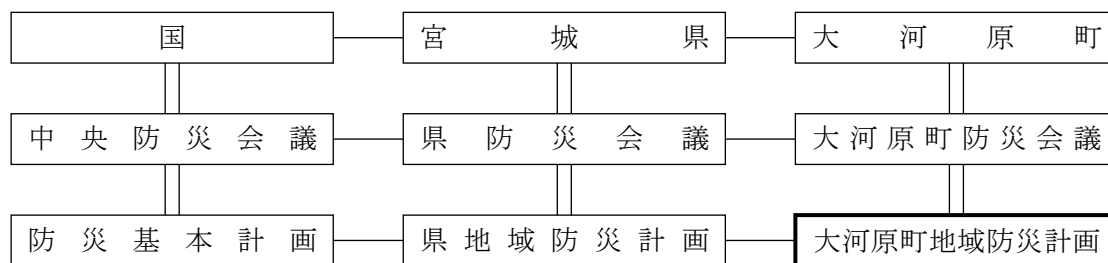 国 宮城県 大河原町
中央防災会議 県防災会議 大河原町防災会議
防災基本計画 県地域防災計画 大河原町地域防災計画